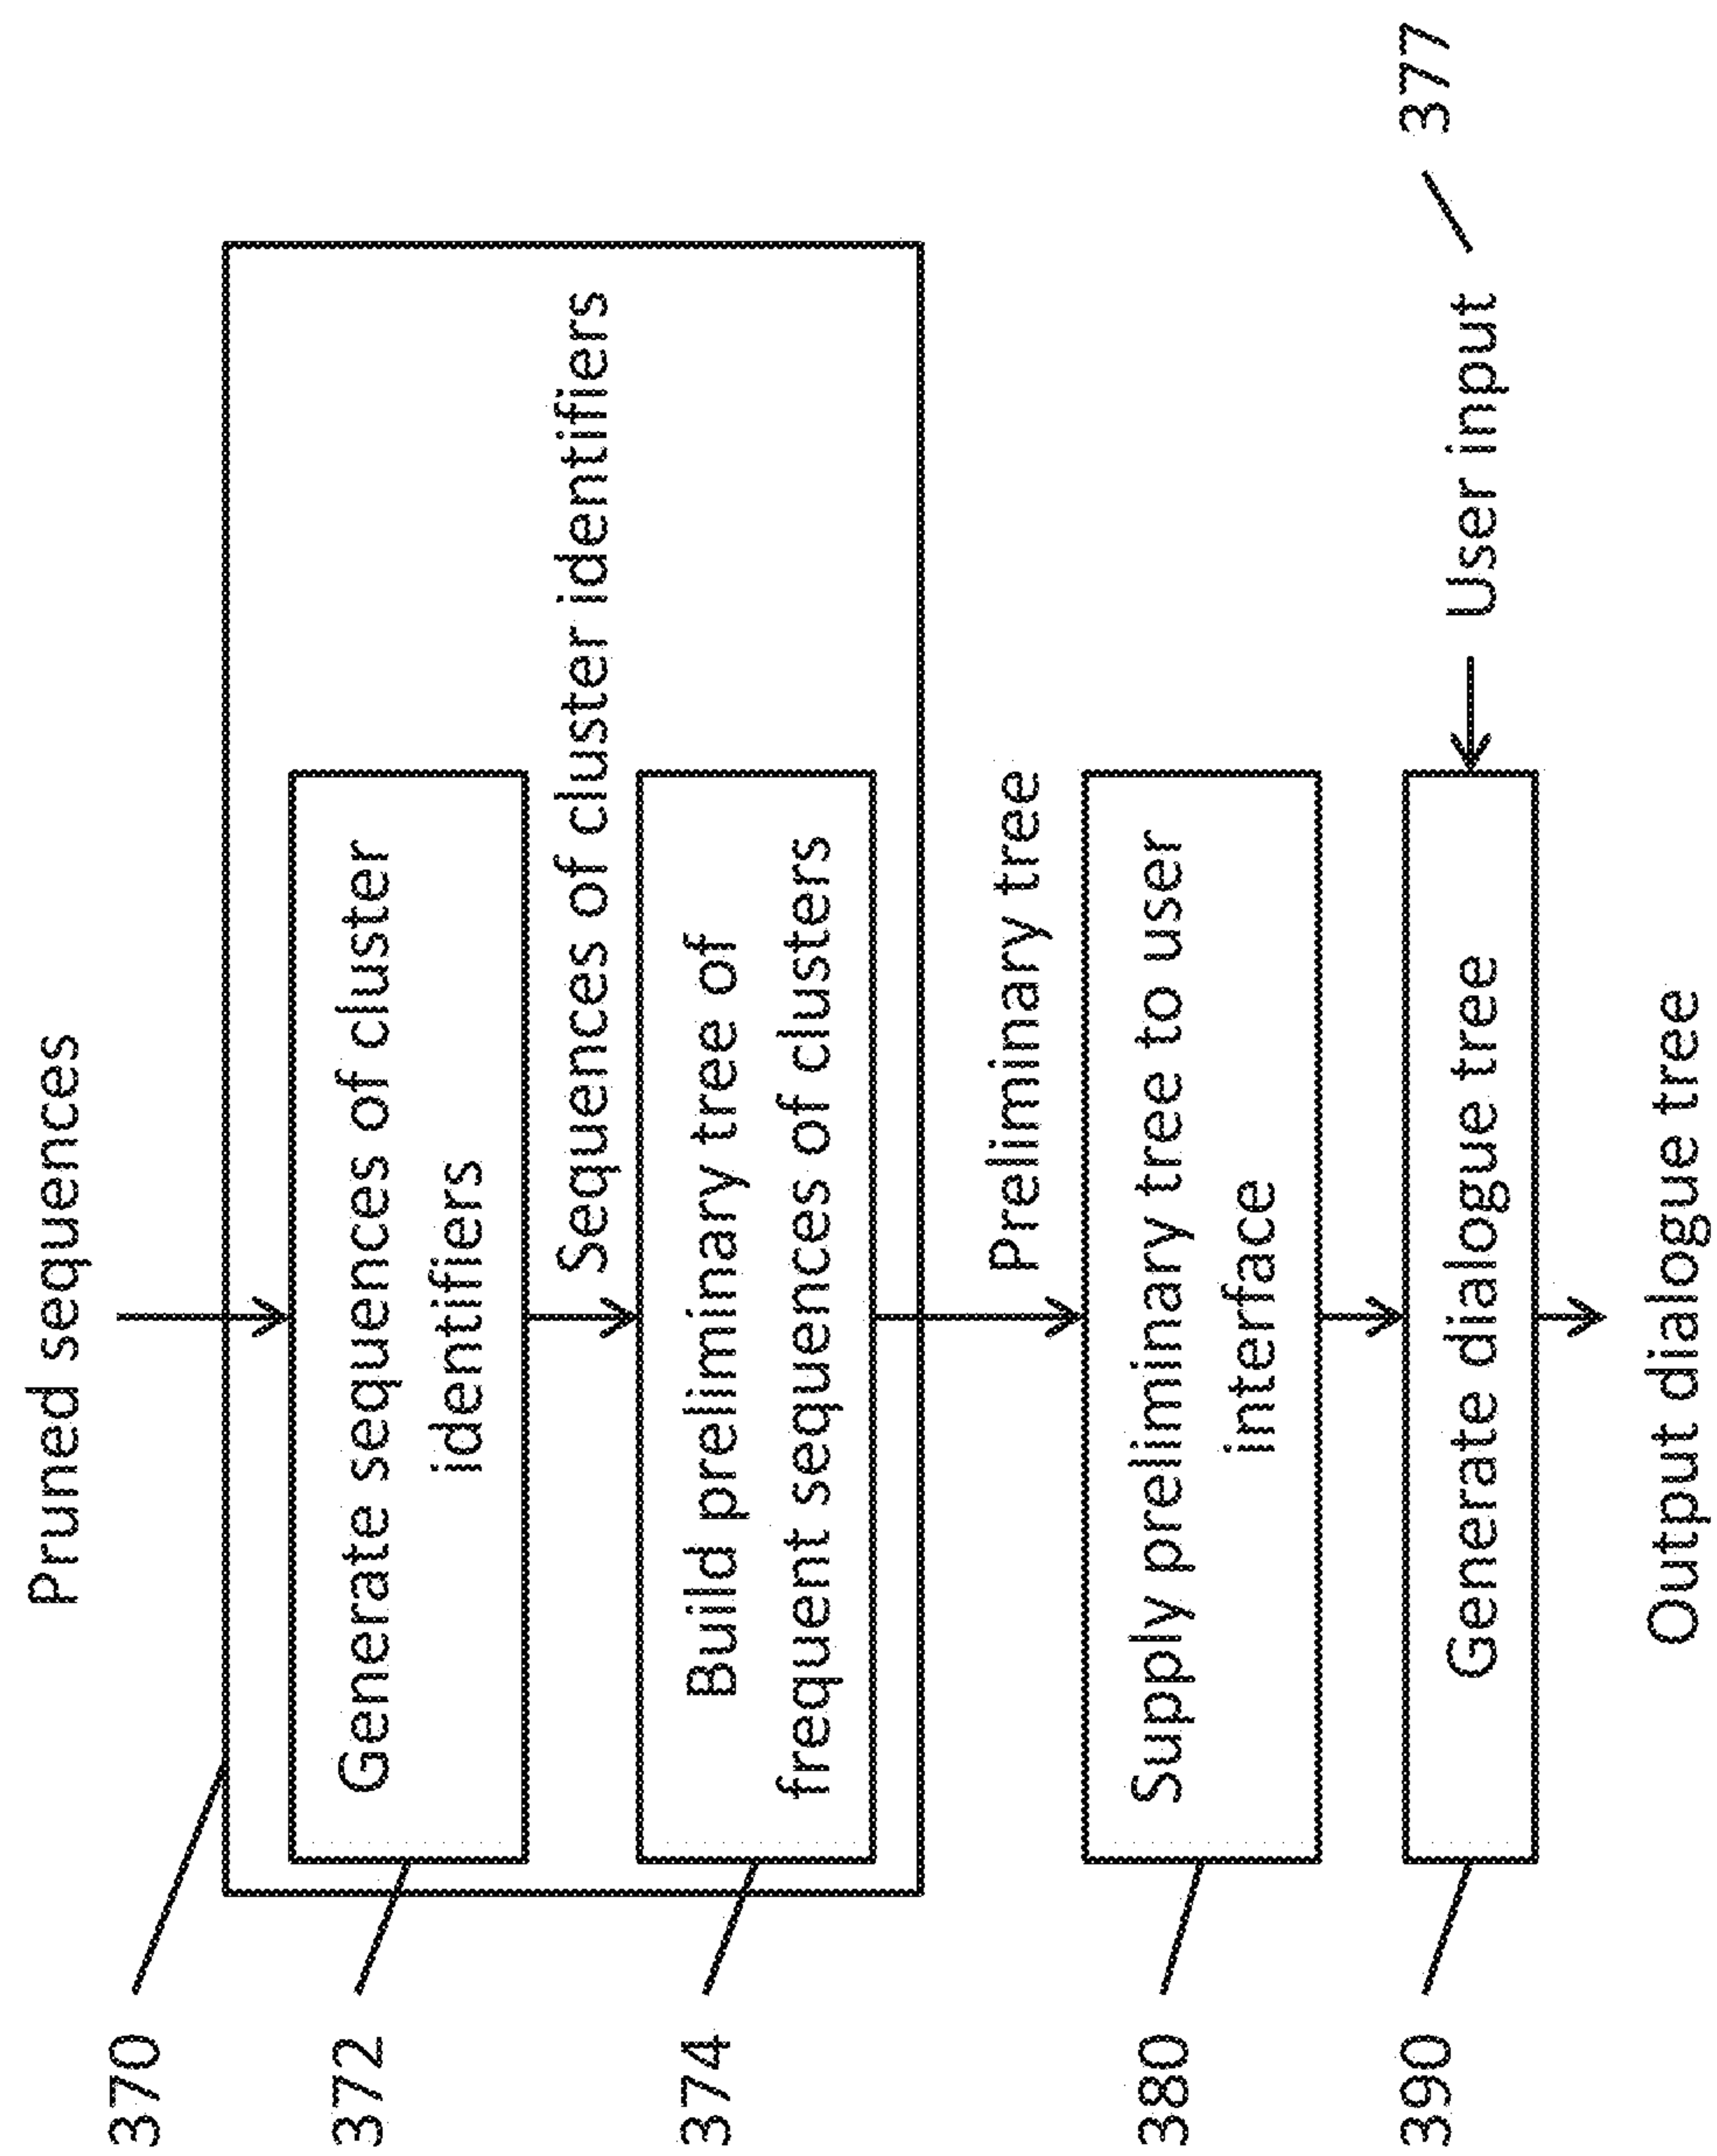 Pruned sequences
370
372
Generate sequences of cluster
identifiers
Sequences of cluster identifiers
374
Build preliminary tree of
frequent sequences of clusters
Preliminary tree
380
Supply preliminary tree to user
interface
390
Generate dialogue tree
User input
377
Output dialogue tree